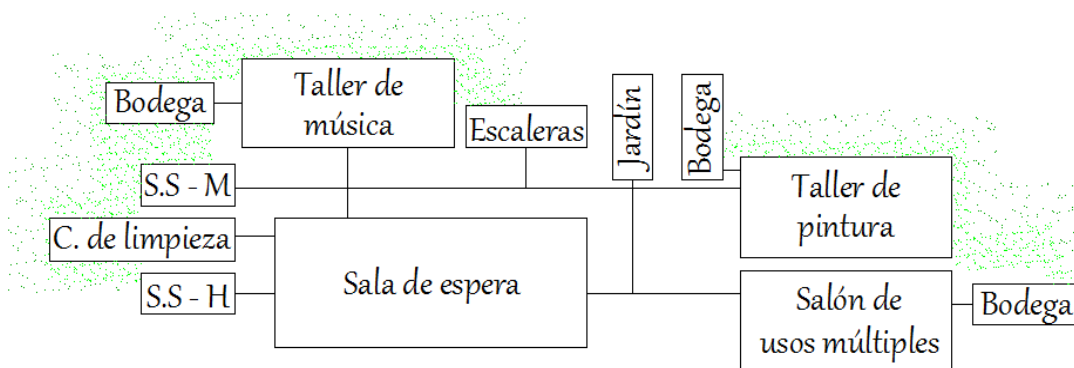 Bodega
Taller de
música
Escaleras
Jardín
Bodega
S.S - M
Taller de
pintura
C. de limpieza
Sala de espera
S.S - H
Salón de
usos múltiples
Bodega